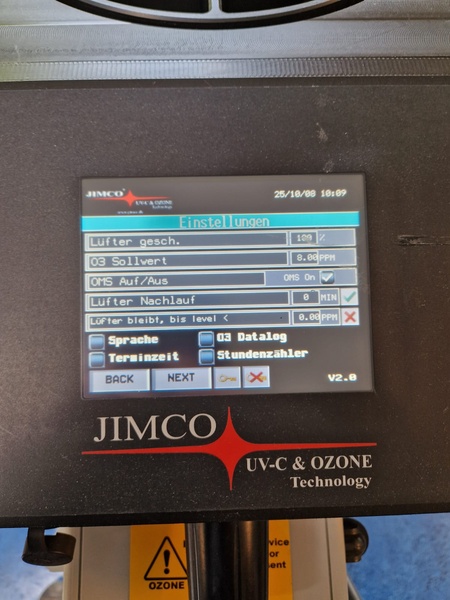 JIMCO
UV-C & OZONE
Technology
25/10/08 10:09
Einstellungen
Lüfter gesch. 100 %
O3 Sollwert 8.00 PPM
OMS Auf/Aus OMS On
Lüfter Nachlauf 0 MIN
Lüfter bleibt, bis level < 0.00 PPM
Sprache O3 Datalog
Terminzeit Stundenzähler
BACK NEXT V2.0
JIMCO
UV-C & OZONE
Technology
OZONE